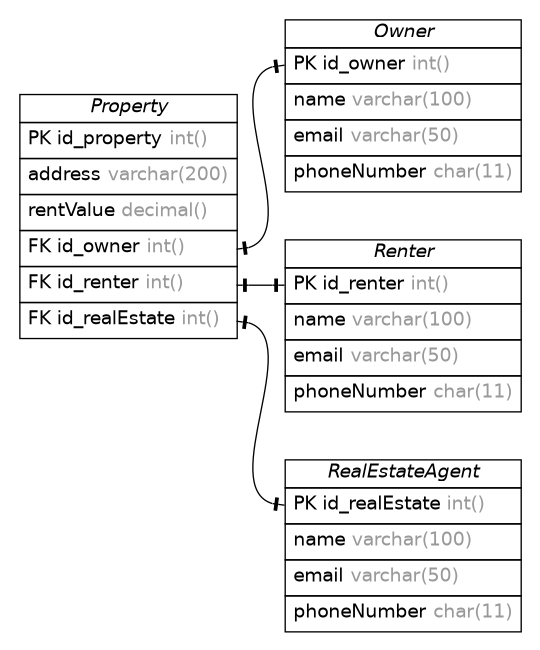 Property
PK id_property int()
address varchar(200)
rentValue decimal()
FK id_owner int()
FK id_renter int()
FK id_realEstate int()
Owner
PK id_owner int()
name varchar(100)
email varchar(50)
phoneNumber char(11)
Renter
PK id_renter int()
name varchar(100)
email varchar(50)
phoneNumber char(11)
RealEstateAgent
PK id_realEstate int()
name varchar(100)
email varchar(50)
phoneNumber char(11)